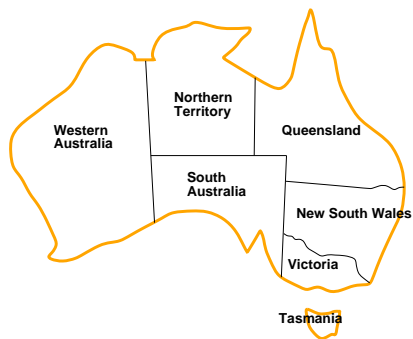 Northern
Territory
Western
Australia
Queensland
South
Australia
New South Wales
Victoria
Tasmania